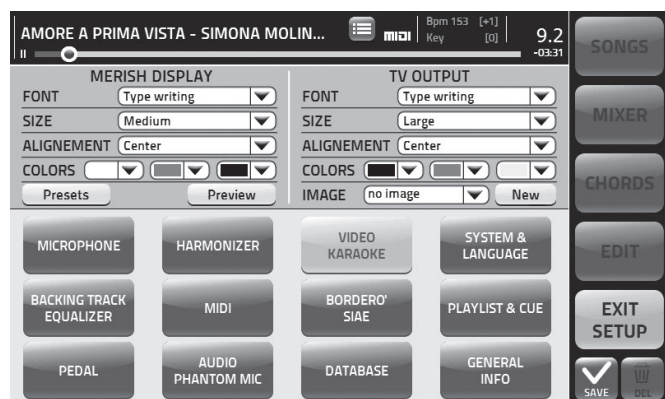 AMORE A PRIMA VISTA - SIMONA MOLIN...
MIDI
Bpm 153 [+1]
Key [0]
9.2
-03:31
MERISH DISPLAY
FONT Type writing
SIZE Medium
ALIGNEMENT Center
COLORS
Presets Preview
TV OUTPUT
FONT Type writing
SIZE Large
ALIGNEMENT Center
COLORS
IMAGE no image New
MICROPHONE
HARMONIZER
VIDEO
KARAOKE
SYSTEM &
LANGUAGE
BACKING TRACK
EQUALIZER
MIDI
BORDERO'
SIAE
PLAYLIST & CUE
PEDAL
AUDIO
PHANTOM MIC
DATABASE
GENERAL
INFO
SONGS
MIXER
CHORDS
EDIT
EXIT
SETUP
SAVE
DEL